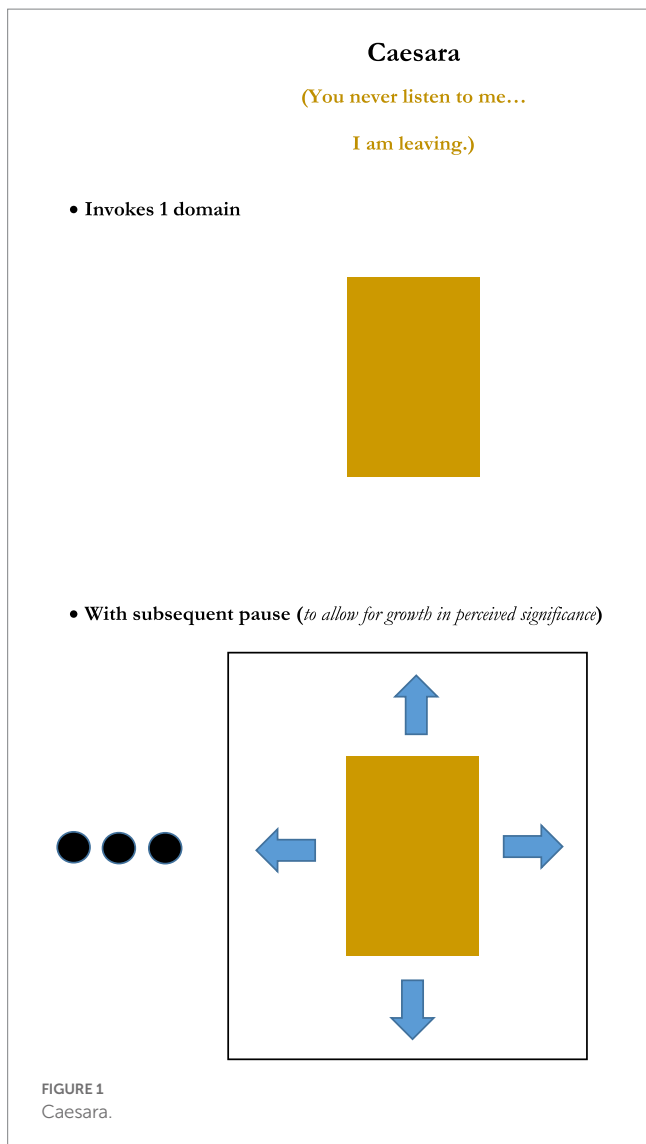 Caesara
(You never listen to me…
I am leaving.)
• Invokes 1 domain
• With subsequent pause (to allow for growth in perceived significance)
FIGURE 1
Caesara.